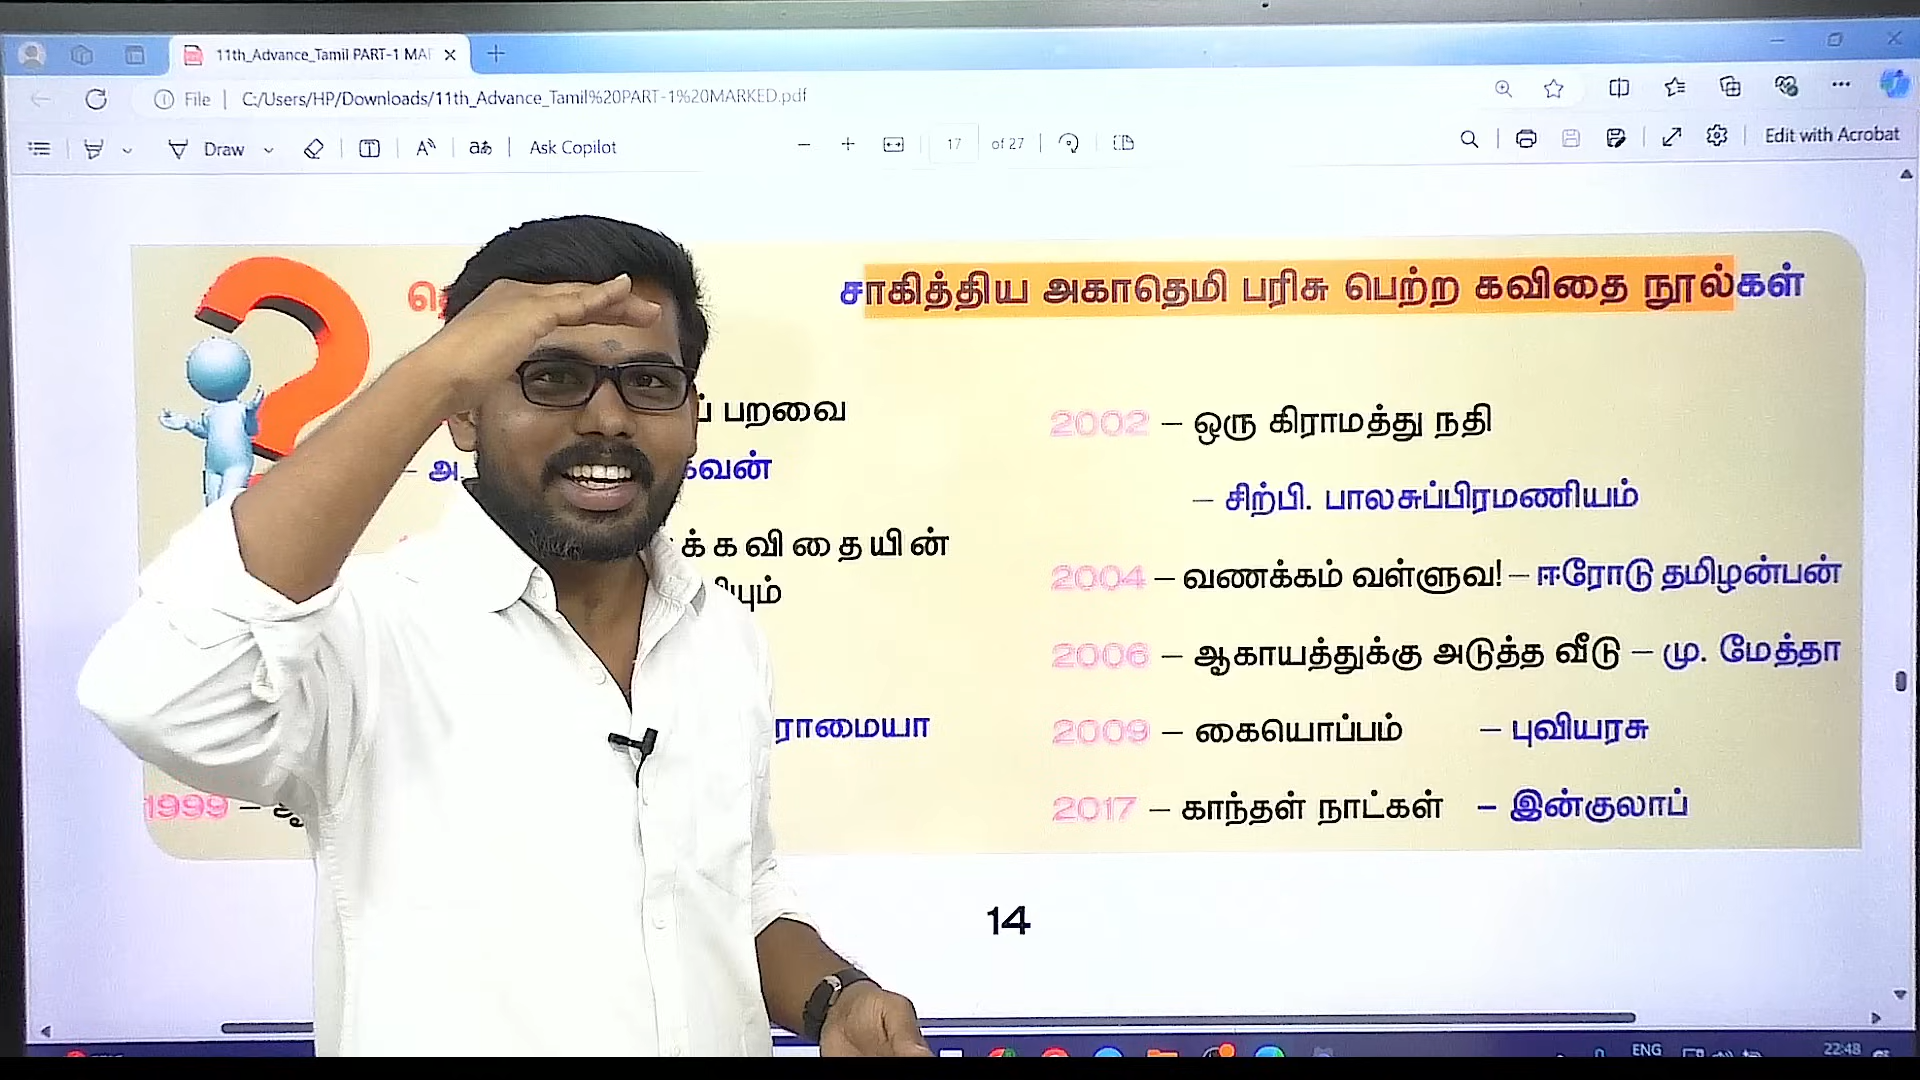 11th_Advance_Tamil PART-1 MAR
File | C:/Users/HP/Downloads/11th_Advance_Tamil%20PART-1%20MARKED.pdf
Draw
Ask Copilot
17 of 27
Edit with Acrobat
சாகித்திய அகாதெமி பரிசு பெற்ற கவிதை நூல்கள்
பறவை
2002 – ஒரு கிராமத்து நதி
– சிற்பி. பாலசுப்பிரமணியம்
2004 – வணக்கம் வள்ளுவ! – ஈரோடு தமிழன்பன்
2006 – ஆகாயத்துக்கு அடுத்த வீடு – மு. மேத்தா
ராமையா
2009 – கையொப்பம் – புவியரசு
1999 –
2017 – காந்தள் நாட்கள் – இன்குலாப்
14
ENG
22:48